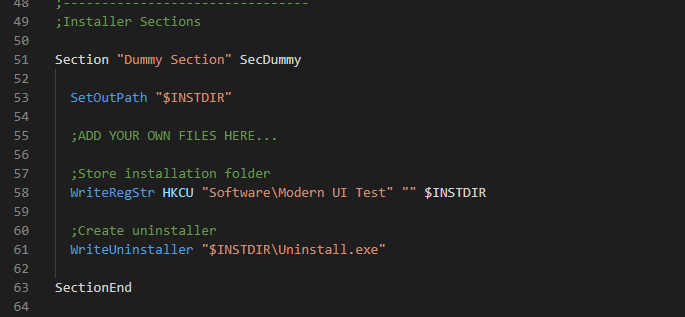 48 ;--------------------------------
49 ;Installer Sections
50
51 Section "Dummy Section" SecDummy
52
53 SetOutPath "$INSTDIR"
54
55 ;ADD YOUR OWN FILES HERE...
56
57 ;Store installation folder
58 WriteRegStr HKCU "Software\Modern UI Test" "" $INSTDIR
59
60 ;Create uninstaller
61 WriteUninstaller "$INSTDIR\Uninstall.exe"
62
63 SectionEnd
64